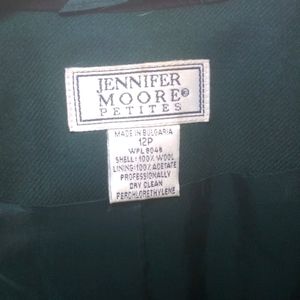 JENNIFER
MOORE®
PETITES
MADE IN BULGARIA
12P
WPL 9048
SHELL: 100% WOOL
LINING: 100% ACETATE
PROFESSIONALLY
DRY CLEAN
PERCHLORETHYLENE